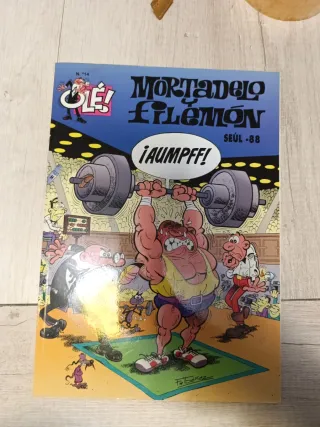 OLÉ!
MORTADELO
Y
FILEMÓN
SEÚL -88
¡AUMPFF!